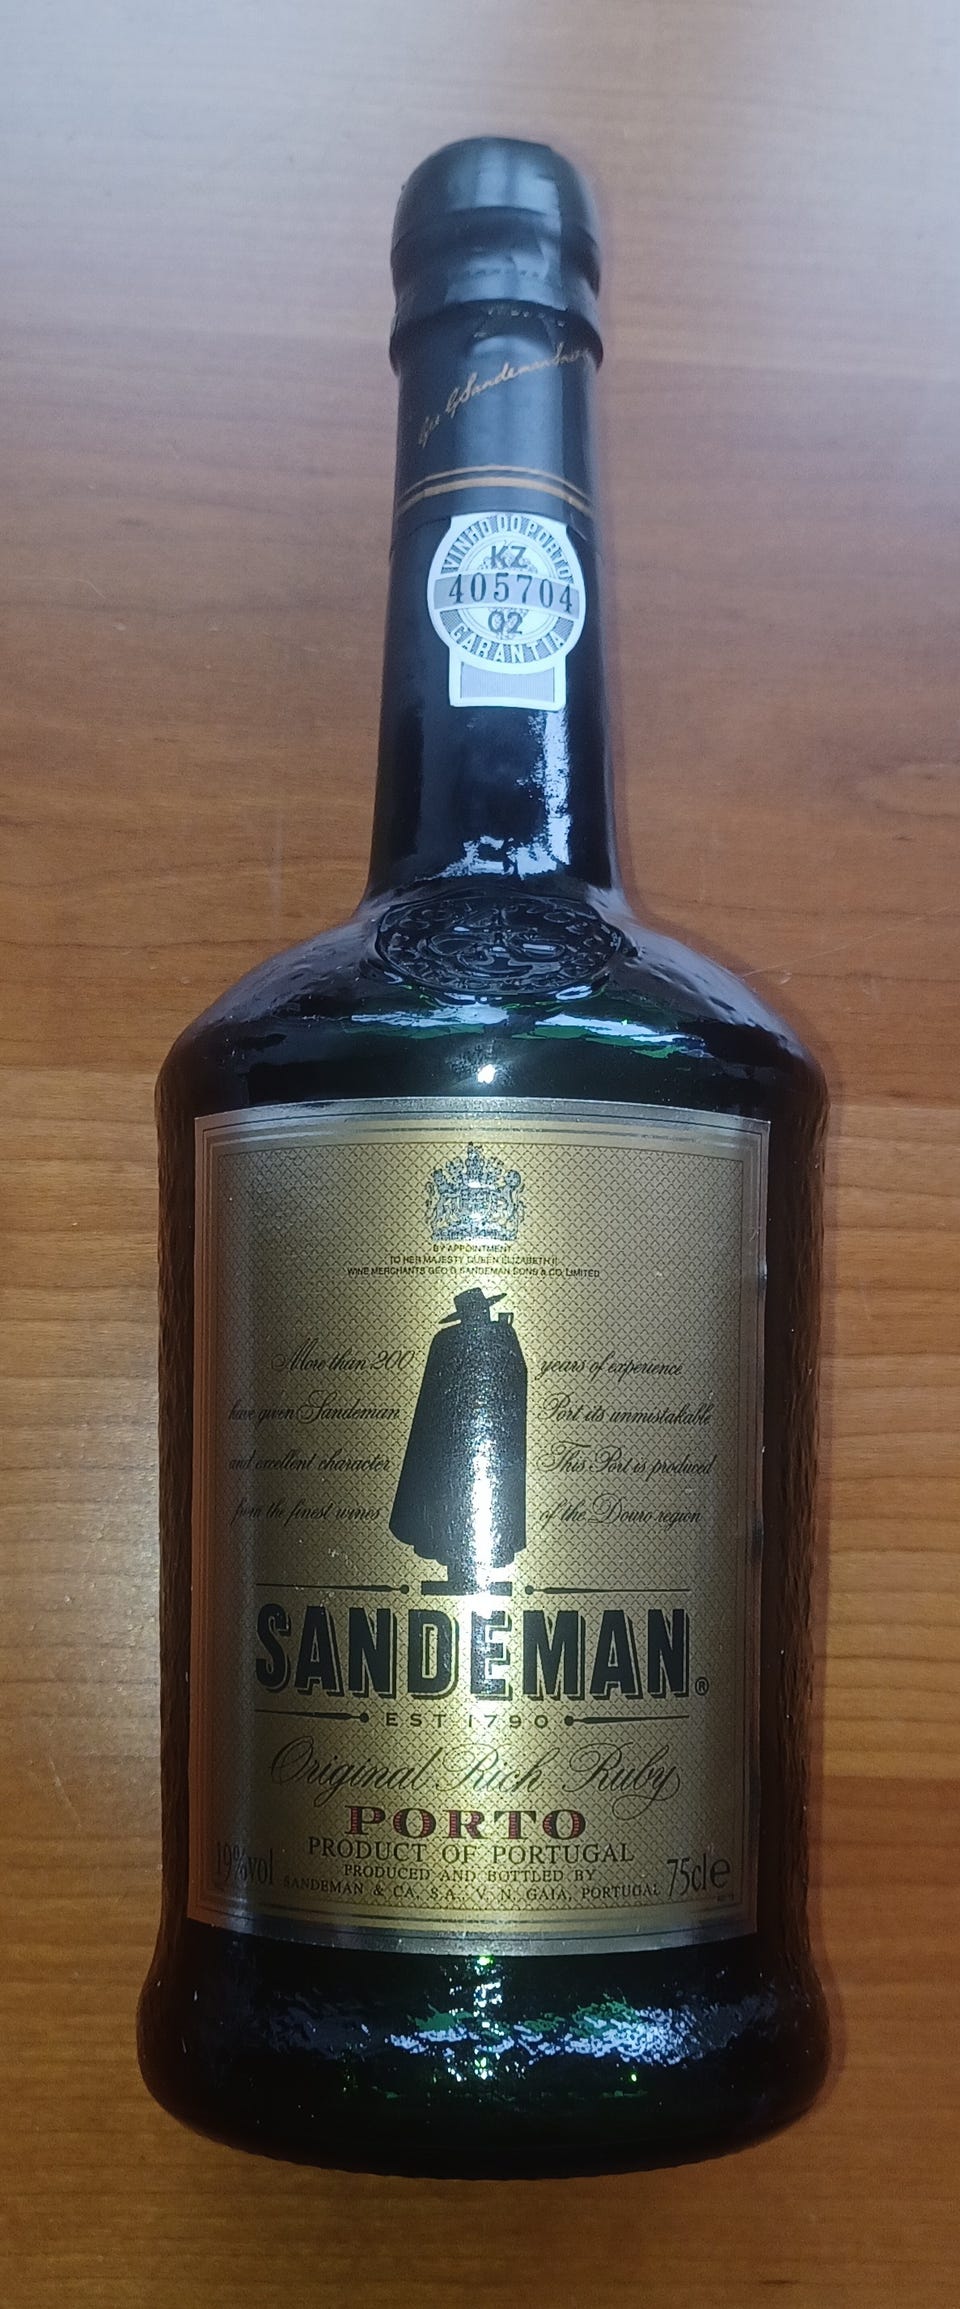 Geo G Sandeman Sons
VINHO DO PORTO
KZ
405704
02
GARANTIA
BY APPOINTMENT
TO HER MAJESTY QUEEN ELIZABETH II
WINE MERCHANTS GEO G. SANDEMAN SONS & CO. LIMITED
More than 200 years of experience
have given Sandeman Port its unmistakable
and excellent character This Port is produced
from the finest wines of the Douro region
SANDEMAN®
EST 1790
Original Rich Ruby
PORTO
PRODUCT OF PORTUGAL
PRODUCED AND BOTTLED BY
19%vol SANDEMAN & CA, S.A., V. N. GAIA, PORTUGAL 75cl e